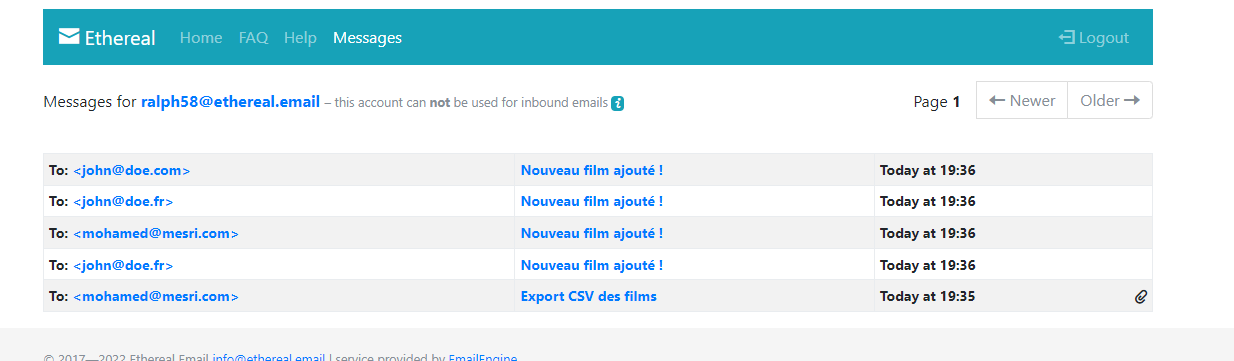 Ethereal Home FAQ Help Messages Logout
Messages for ralph58@ethereal.email – this account can not be used for inbound emails i Page 1 ← Newer Older →
To: <john@doe.com> Nouveau film ajouté ! Today at 19:36
To: <john@doe.fr> Nouveau film ajouté ! Today at 19:36
To: <mohamed@mesri.com> Nouveau film ajouté ! Today at 19:36
To: <john@doe.fr> Nouveau film ajouté ! Today at 19:36
To: <mohamed@mesri.com> Export CSV des films Today at 19:35
© 2017—2022 Ethereal Email info@ethereal.email | service provided by EmailEngine